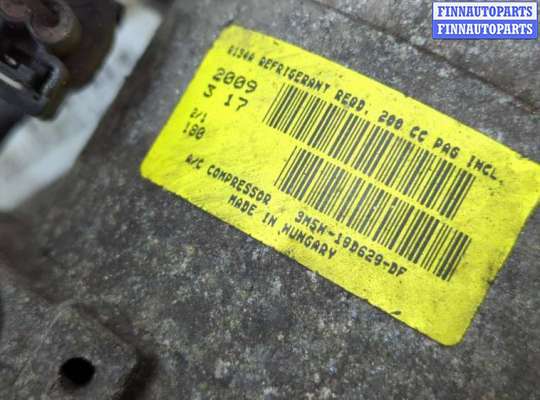 FINNAUTOPARTS
FINNAUTOPARTS
R134A REFRIGERANT REQD. 200 CC PAG INCL
2009
3 17
2/1
180
A/C COMPRESSOR - 3M5H-19D629-DF
MADE IN HUNGARY